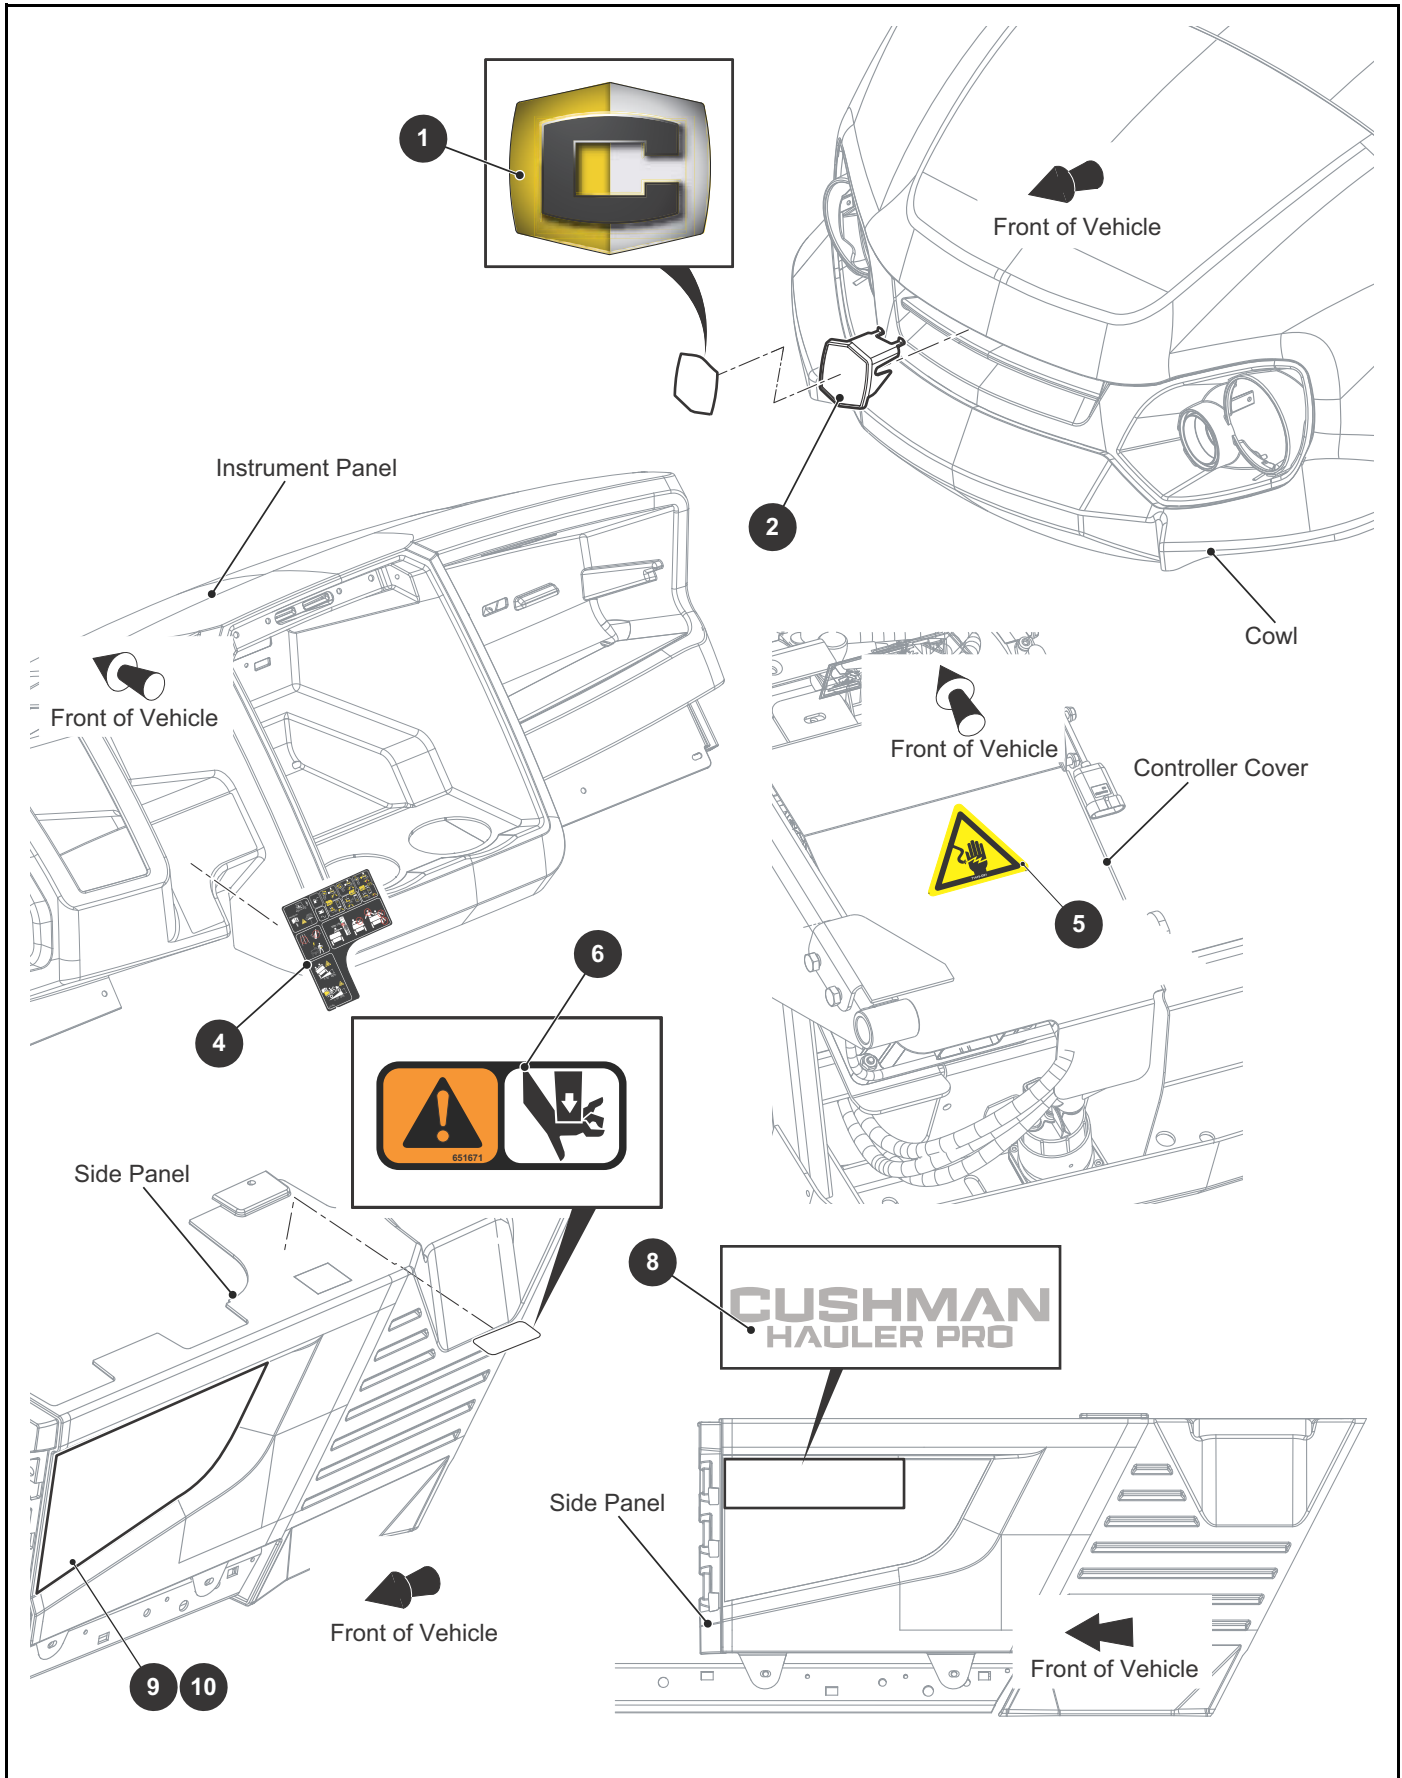 1
C
Front of Vehicle
2
Cowl
Instrument Panel
Front of Vehicle
4
Front of Vehicle
Controller Cover
5
6
651671
Side Panel
8
CUSHMAN
HAULER PRO
Side Panel
Front of Vehicle
9 10
Front of Vehicle